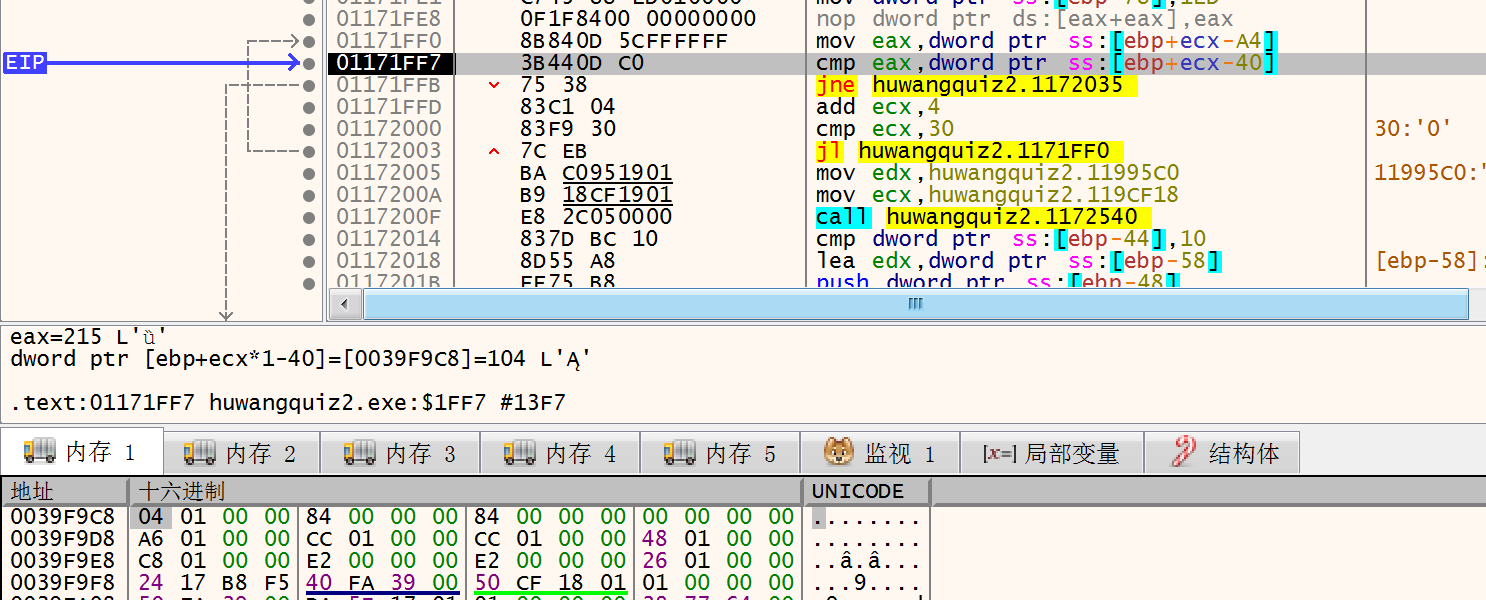 01171FE8 0F1F8400 00000000 nop dword ptr ds:[eax+eax],eax
01171FF0 8B840D 5CFFFFFF mov eax,dword ptr ss:[ebp+ecx-A4]
EIP 01171FF7 3B440D C0 cmp eax,dword ptr ss:[ebp+ecx-40]
01171FFB 75 38 jne huwangquiz2.1172035
01171FFD 83C1 04 add ecx,4
01172000 83F9 30 cmp ecx,30 30:'0'
01172003 7C EB jl huwangquiz2.1171FF0
01172005 BA C0951901 mov edx,huwangquiz2.11995C0 11995C0:'
0117200A B9 18CF1901 mov ecx,huwangquiz2.119CF18
0117200F E8 2C050000 call huwangquiz2.1172540
01172014 837D BC 10 cmp dword ptr ss:[ebp-44],10
01172018 8D55 A8 lea edx,dword ptr ss:[ebp-58] [ebp-58]:
0117201B FF75 B8 push dword ptr ss:[ebp-48]
eax=215 L'ȕ'
dword ptr [ebp+ecx*1-40]=[0039F9C8]=104 L'Ą'
.text:01171FF7 huwangquiz2.exe:$1FF7 #13F7
内存 1 内存 2 内存 3 内存 4 内存 5 监视 1 [x=] 局部变量 结构体
地址 十六进制 UNICODE
0039F9C8 04 01 00 00 84 00 00 00 84 00 00 00 00 00 00 00 ........
0039F9D8 A6 01 00 00 CC 01 00 00 CC 01 00 00 48 01 00 00 ........
0039F9E8 C8 01 00 00 E2 00 00 00 E2 00 00 00 26 01 00 00 ..â.â...
0039F9F8 24 17 B8 F5 40 FA 39 00 50 CF 18 01 01 00 00 00 ...9....